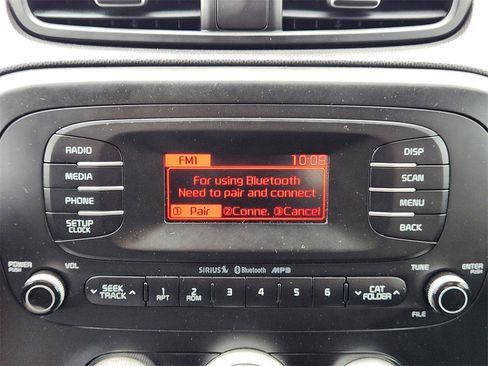 RADIO
MEDIA
PHONE
SETUP
CLOCK
FM1 10:09
For using Bluetooth
Need to pair and connect
① Pair ②Conne. ③Cancel
DISP
SCAN
MENU
BACK
SIRIUS Bluetooth MP3
POWER
PUSH
VOL
SEEK
TRACK
1
RPT
2
RDM
3
4
5
6
CAT
FOLDER
TUNE
ENTER
PUSH
FILE